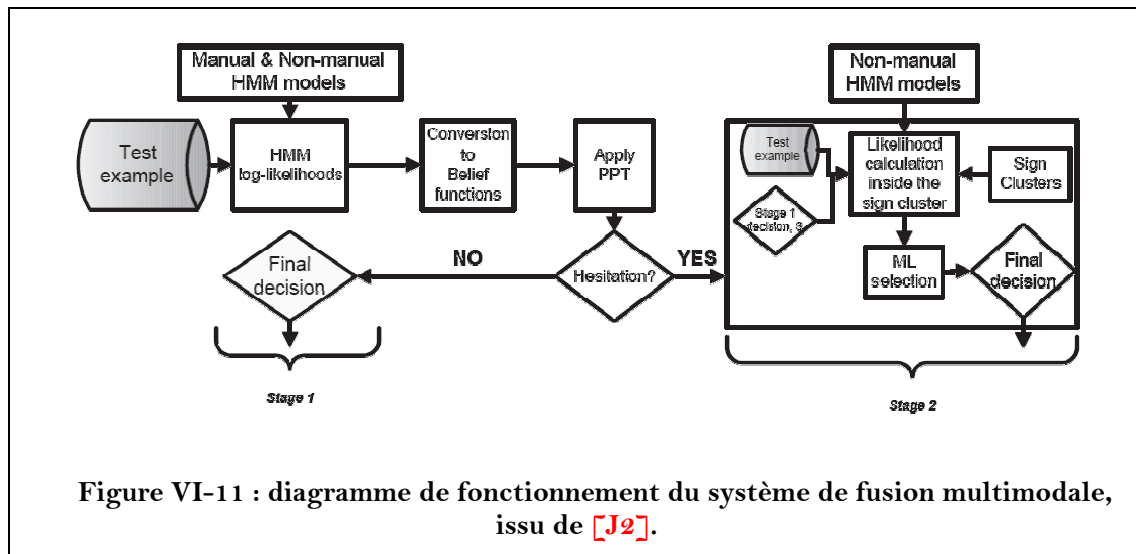 Manual & Non-manual
HMM models
Test
example
HMM
log-likelihoods
Conversion
to
Belief
functions
Apply
PPT
Hesitation?
NO
YES
Final
decision
Stage 1
Non-manual
HMM models
Test
example
Stage 1
decision,
Likelihood
calculation
inside the
sign cluster
Sign
Clusters
ML
selection
Final
decision
Stage 2
Figure VI-11 : diagramme de fonctionnement du système de fusion multimodale,
issu de [J2].